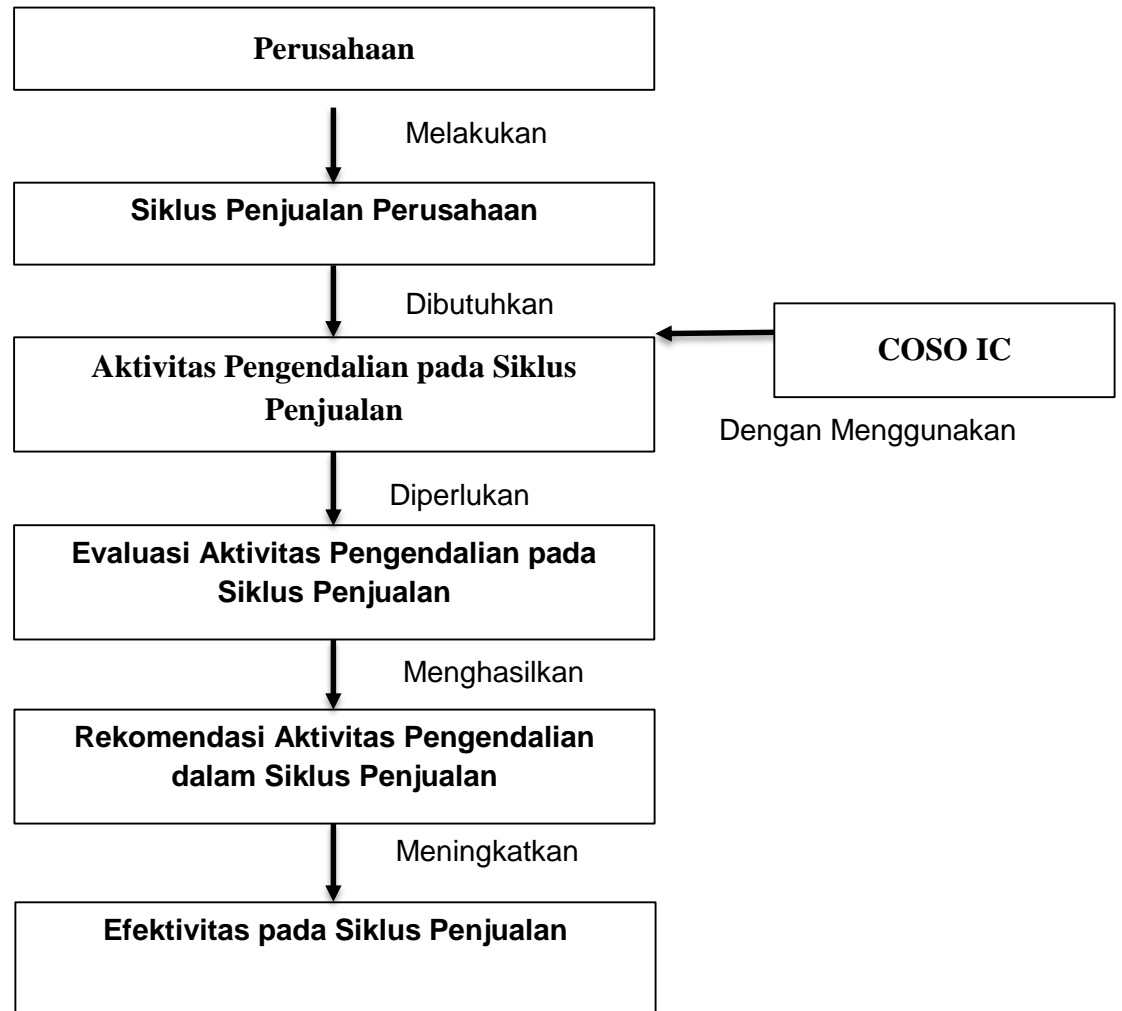 Perusahaan
Melakukan
Siklus Penjualan Perusahaan
Dibutuhkan
Aktivitas Pengendalian pada Siklus
Penjualan
COSO IC
Dengan Menggunakan
Diperlukan
Evaluasi Aktivitas Pengendalian pada
Siklus Penjualan
Menghasilkan
Rekomendasi Aktivitas Pengendalian
dalam Siklus Penjualan
Meningkatkan
Efektivitas pada Siklus Penjualan